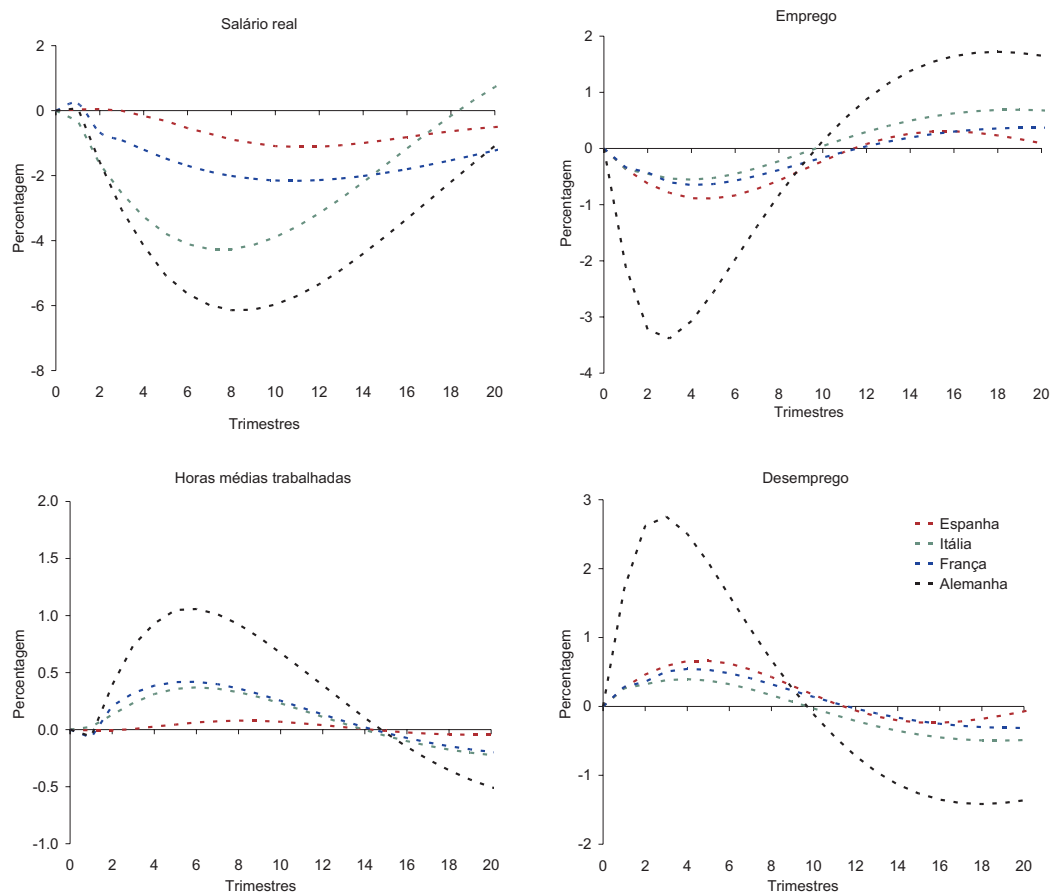 Salário real
Percentagem
2
0
-2
-4
-6
-8
0 2 4 6 8 10 12 14 16 18 20
Trimestres
Emprego
Percentagem
2
1
0
-1
-2
-3
-4
0 2 4 6 8 10 12 14 16 18 20
Trimestres
Horas médias trabalhadas
Percentagem
2.0
1.5
1.0
0.5
0.0
-0.5
-1.0
0 2 4 6 8 10 12 14 16 18 20
Trimestres
Desemprego
Percentagem
3
2
1
0
-1
-2
0 2 4 6 8 10 12 14 16 18 20
Trimestres
Espanha
Itália
França
Alemanha